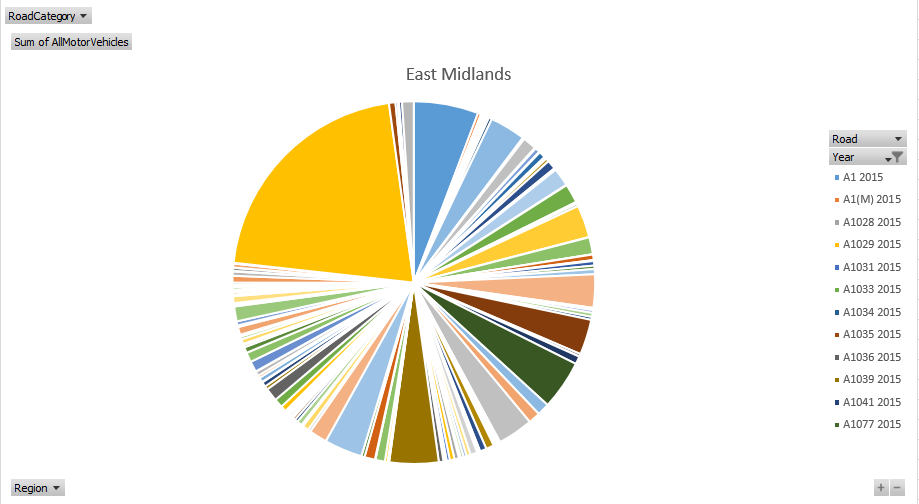 RoadCategory
Sum of AllMotorVehicles
East Midlands
Road
Year
A1 2015
A1(M) 2015
A1028 2015
A1029 2015
A1031 2015
A1033 2015
A1034 2015
A1035 2015
A1036 2015
A1039 2015
A1041 2015
A1077 2015
Region
+ −